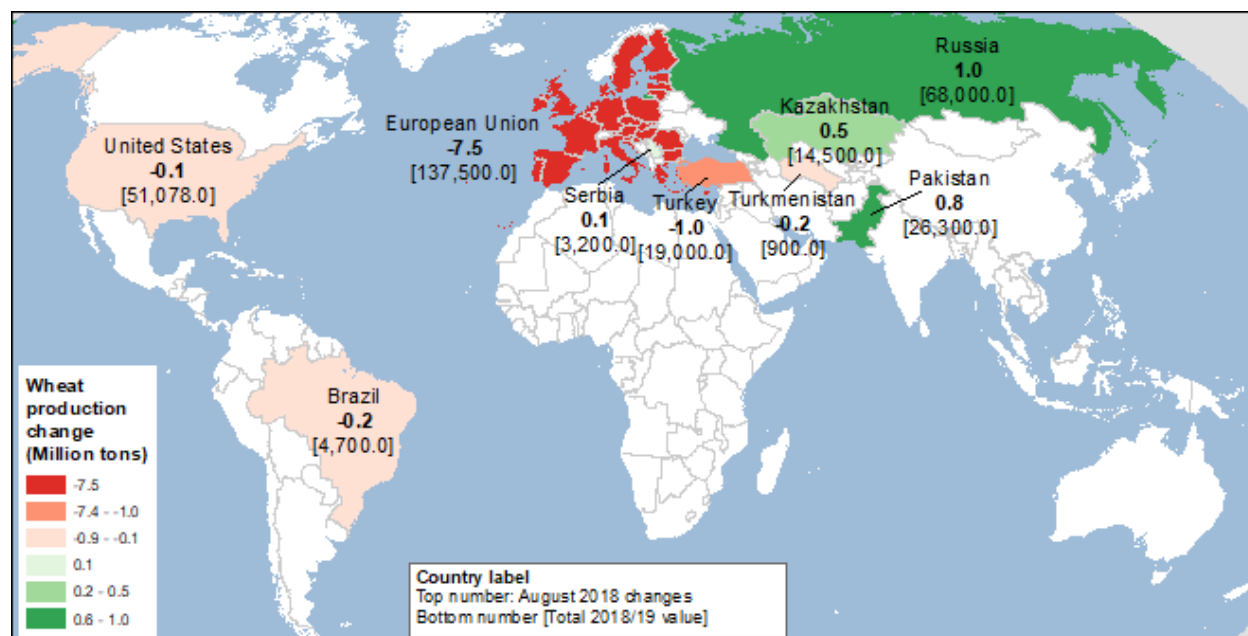 Russia
1.0
[68,000.0]
Kazakhstan
0.5
[14,500.0]
European Union
-7.5
[137,500.0]
United States
-0.1
[51,078.0]
Pakistan
0.8
[26,300.0]
Serbia
0.1
[3,200.0]
Turkey
-1.0
[19,000.0]
Turkmenistan
-0.2
[900.0]
Brazil
-0.2
[4,700.0]
Wheat
production
change
(Million tons)
-7.5
-7.4 - -1.0
-0.9 - -0.1
0.1
0.2 - 0.5
0.6 - 1.0
Country label
Top number: August 2018 changes
Bottom number [Total 2018/19 value]